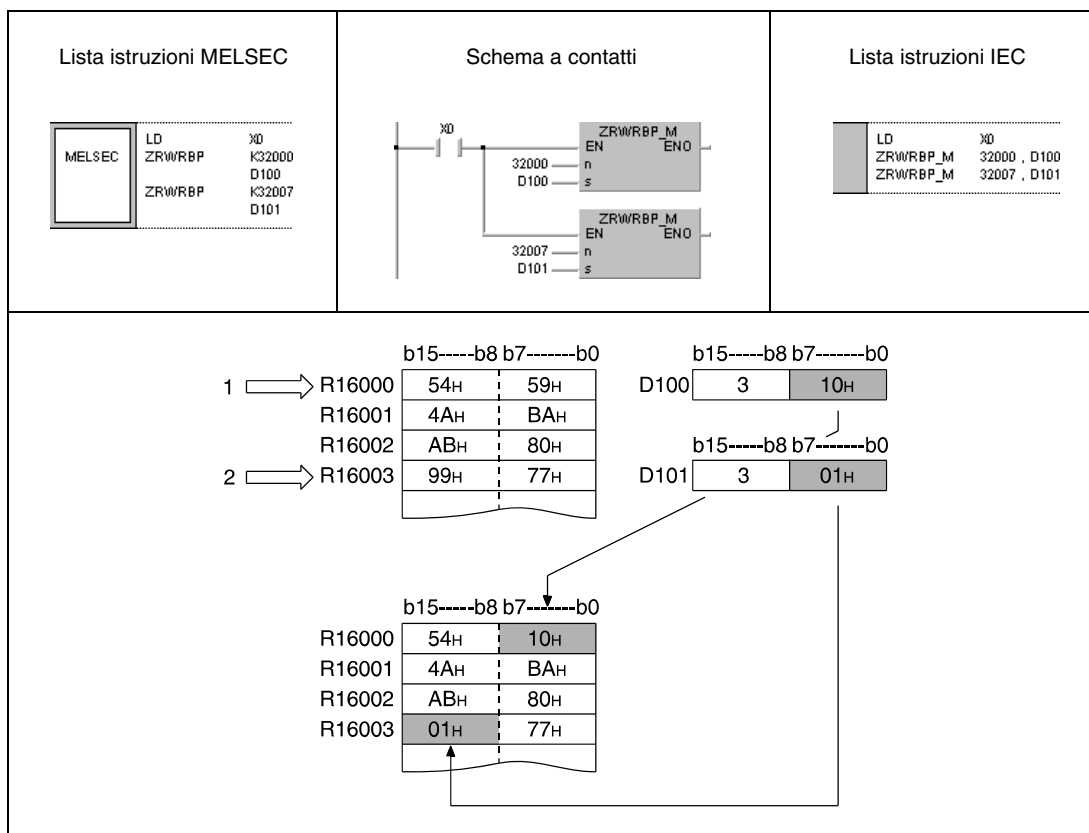 Lista istruzioni MELSEC
Schema a contatti
Lista istruzioni IEC
MELSEC
LD X0
ZRWRBP K32000
D100
ZRWRBP K32007
D101
X0
ZRWRBP_M
EN ENO
32000 n
D100 s
ZRWRBP_M
EN ENO
32007 n
D101 s
LD X0
ZRWRBP_M 32000 , D100
ZRWRBP_M 32007 , D101
b15-----b8 b7-------b0
1 R16000 54H 59H
R16001 4AH BAH
R16002 ABH 80H
2 R16003 99H 77H
b15-----b8 b7-------b0
D100 3 10H
b15-----b8 b7-------b0
D101 3 01H
b15-----b8 b7-------b0
R16000 54H 10H
R16001 4AH BAH
R16002 ABH 80H
R16003 01H 77H